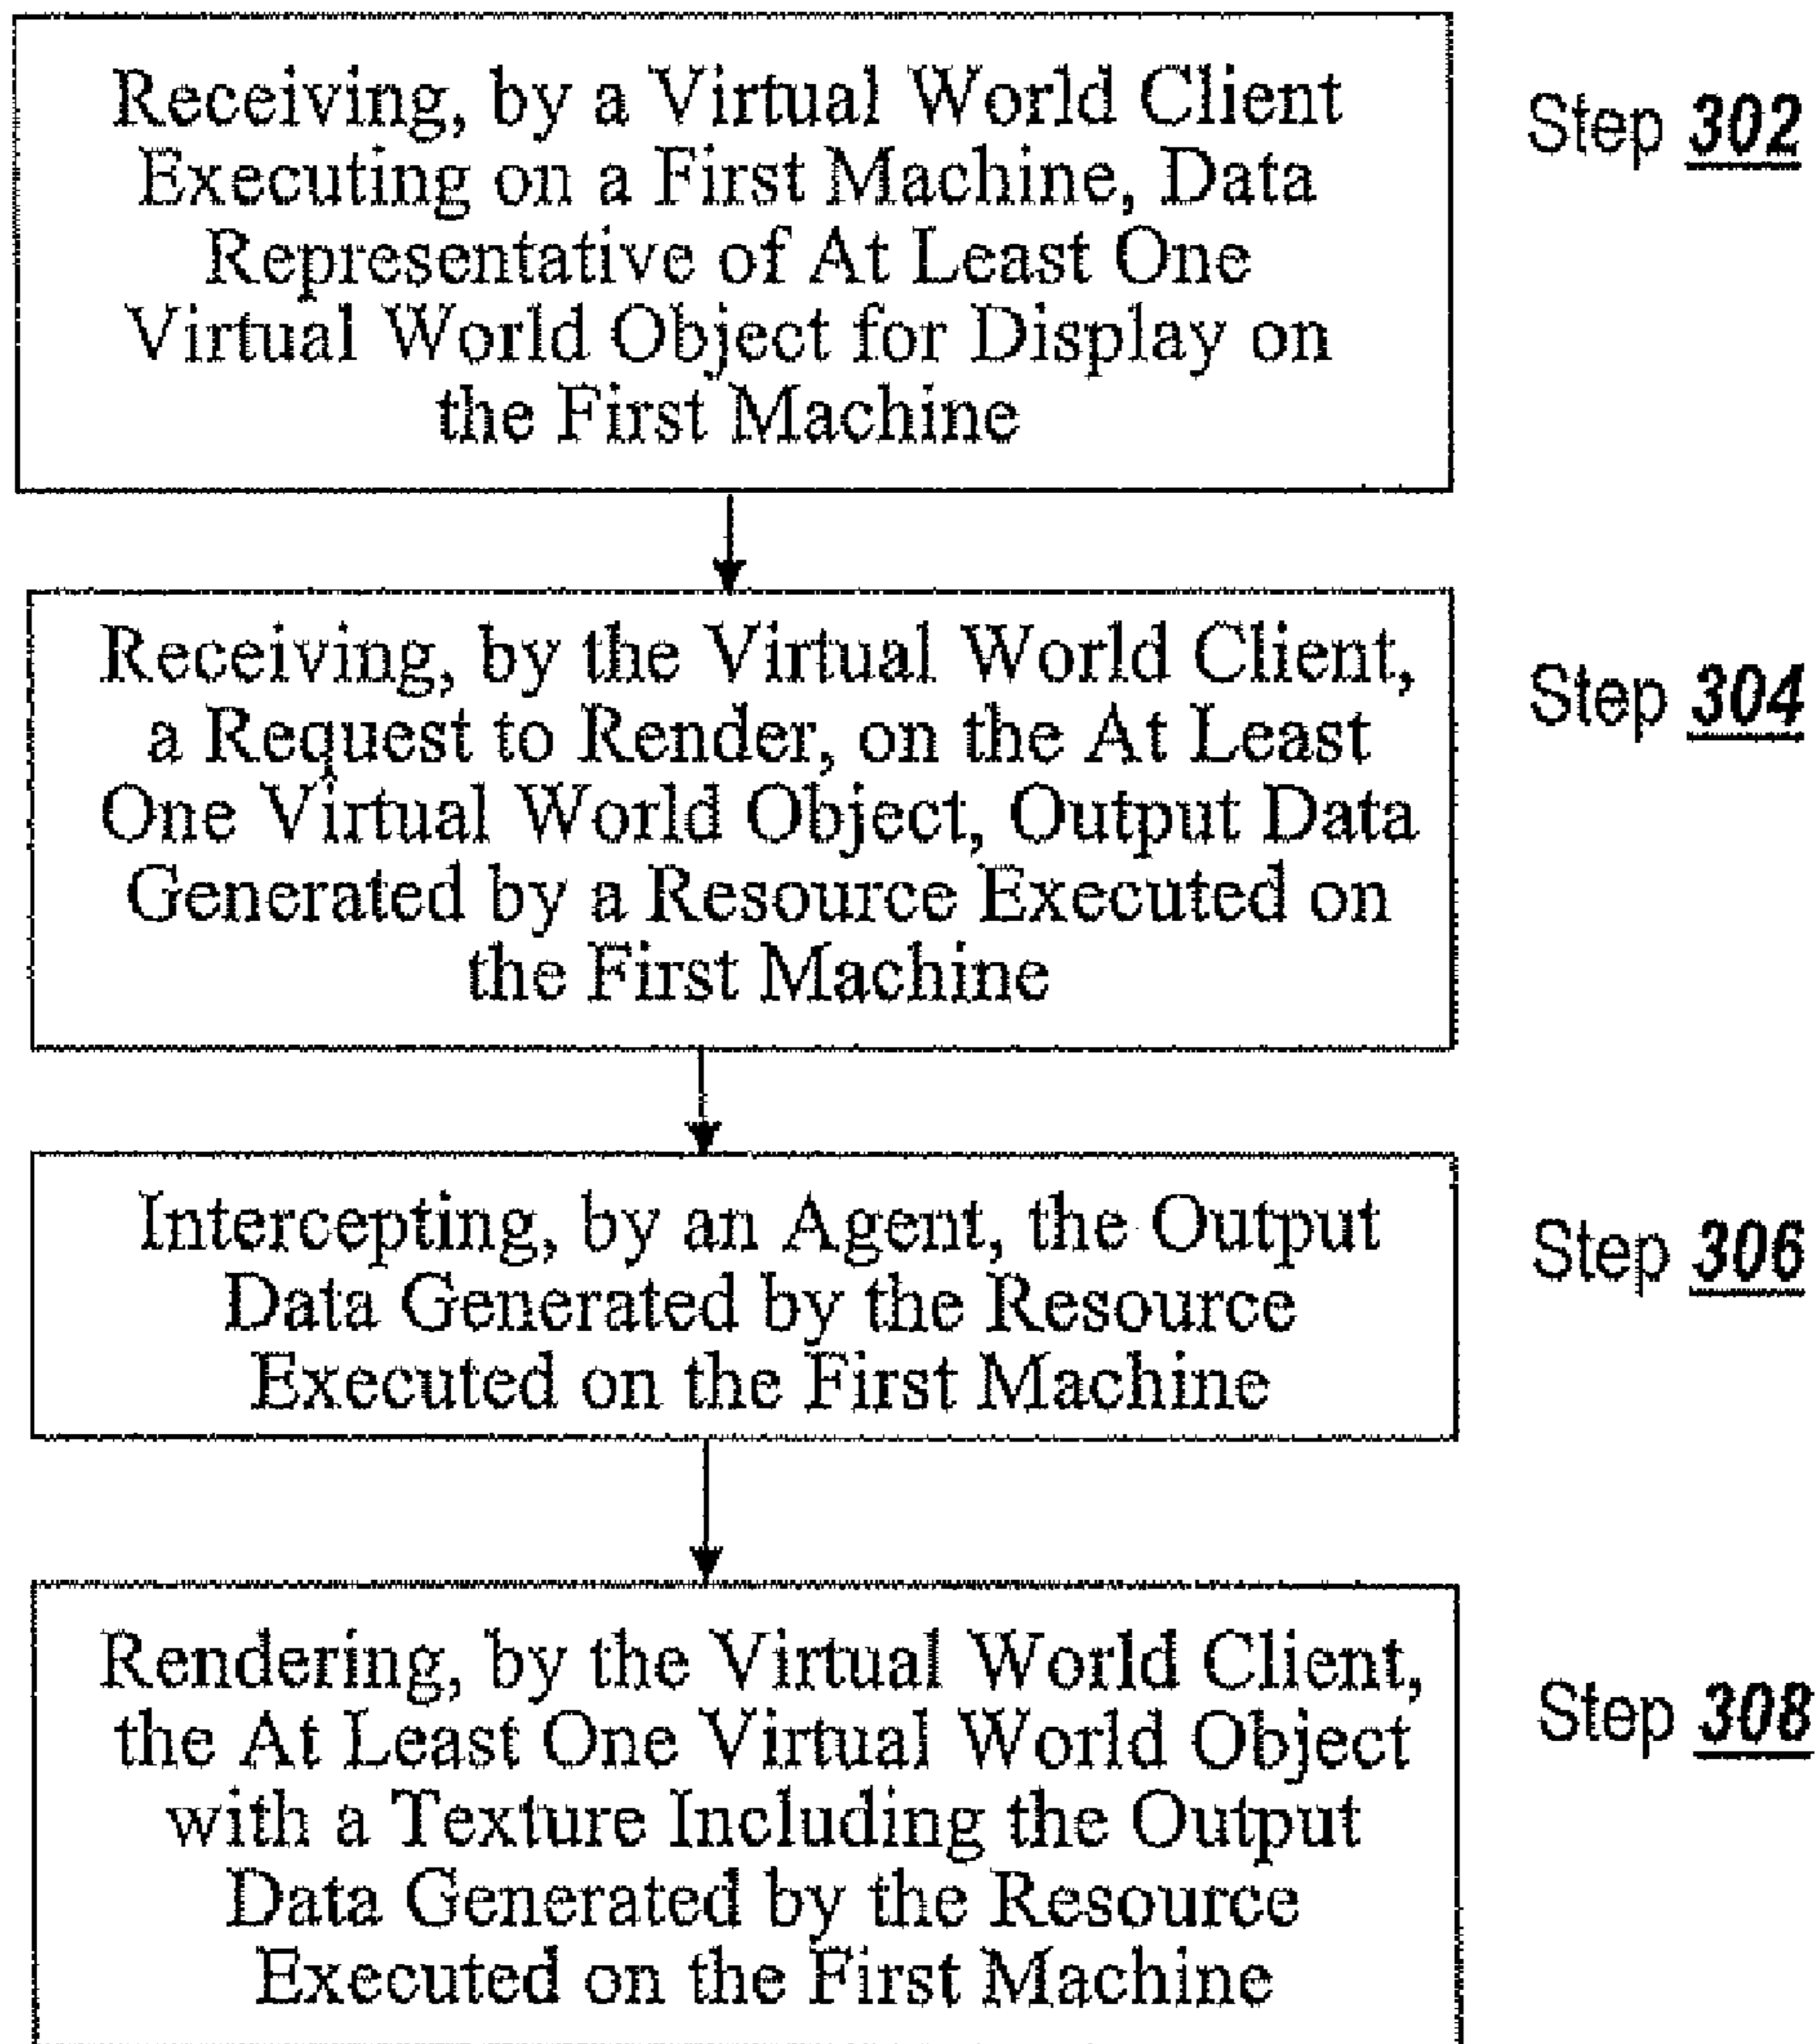 Receiving, by a Virtual World Client
Executing on a First Machine, Data
Representative of At Least One
Virtual World Object for Display on
the First Machine
Step 302
Receiving, by the Virtual World Client,
a Request to Render, on the At Least
One Virtual World Object, Output Data
Generated by a Resource Executed on
the First Machine
Step 304
Intercepting, by an Agent, the Output
Data Generated by the Resource
Executed on the First Machine
Step 306
Rendering, by the Virtual World Client,
the At Least One Virtual World Object
with a Texture Including the Output
Data Generated by the Resource
Executed on the First Machine
Step 308